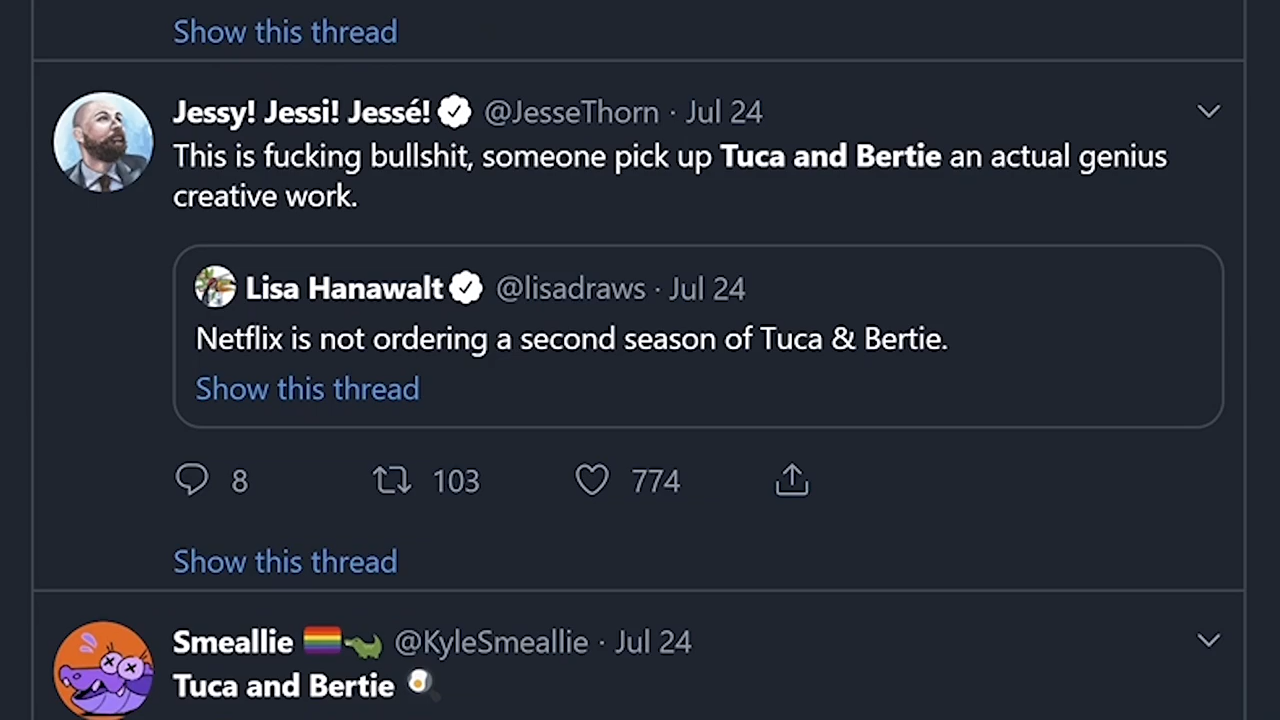 Show this thread
Jessy! Jessi! Jessé! @JesseThorn · Jul 24
This is fucking bullshit, someone pick up Tuca and Bertie an actual genius
creative work.
Lisa Hanawalt @lisadraws · Jul 24
Netflix is not ordering a second season of Tuca & Bertie.
Show this thread
8 103 774
Show this thread
Smeallie 🏳️‍🌈🐊 @KyleSmeallie · Jul 24
Tuca and Bertie 🍳